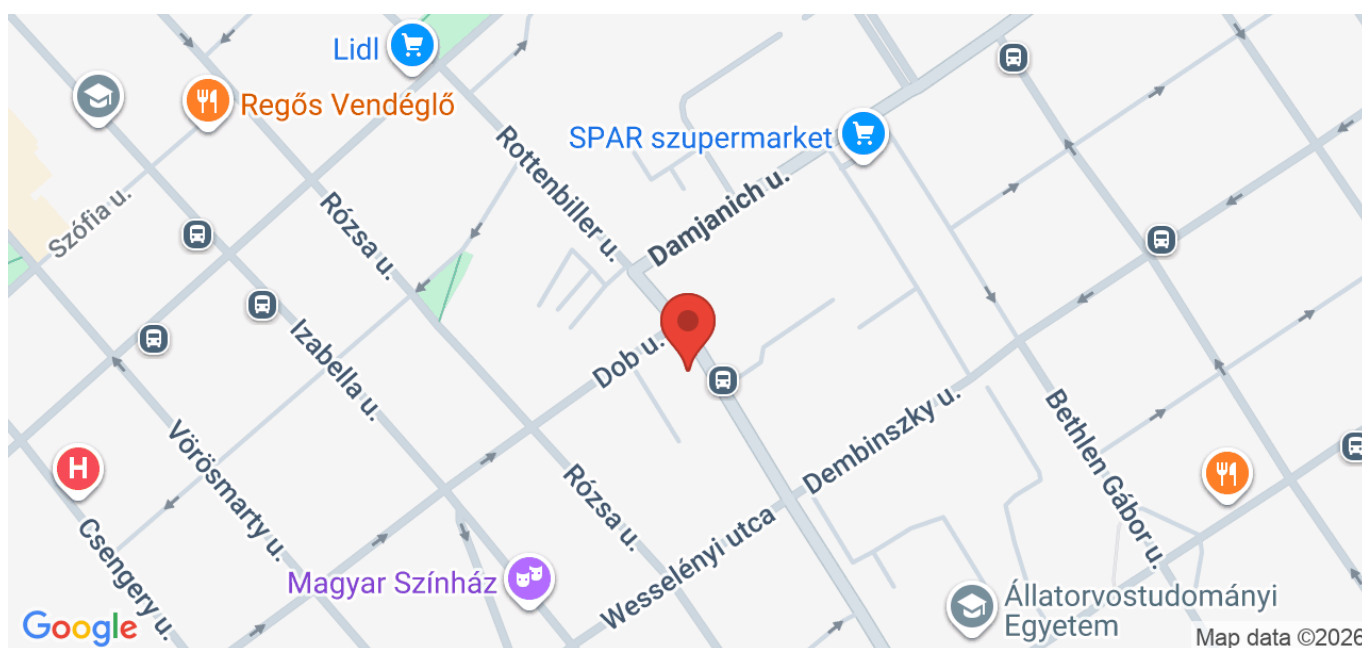 Lidl
Regős Vendéglő
SPAR szupermarket
Rottenbiller u.
Damjanich u.
Szófia u.
Rózsa u.
Izabella u.
Dob u.
Vörösmarty u.
Dembinszky u.
Bethlen Gábor u.
H
Rózsa u.
Wesselényi utca
Csengery u.
Magyar Színház
Állatorvostudományi
Egyetem
Google
Map data ©2026